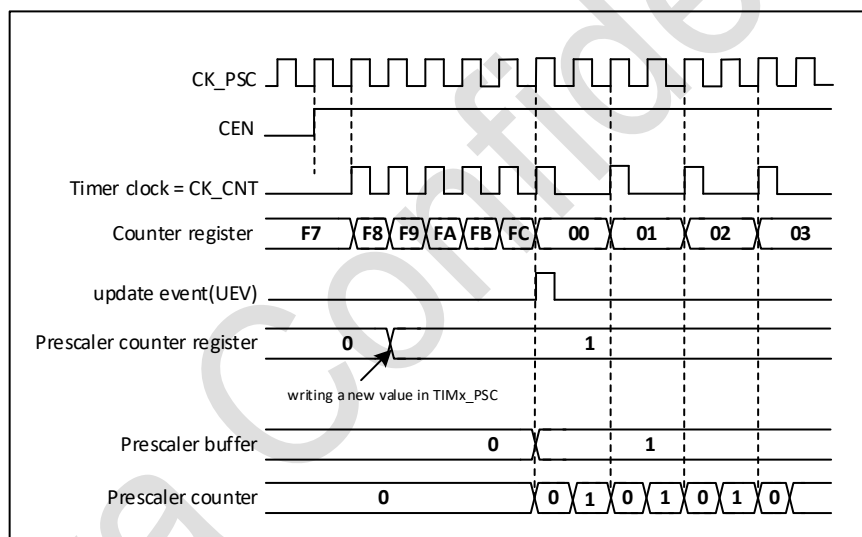 CK_PSC
CEN
Timer clock = CK_CNT
Counter register F7 F8 F9 FA FB FC 00 01 02 03
update event(UEV)
Prescaler counter register 0 1
writing a new value in TIMx_PSC
Prescaler buffer 0 1
Prescaler counter 0 0 1 0 1 0 1 0
a Confide